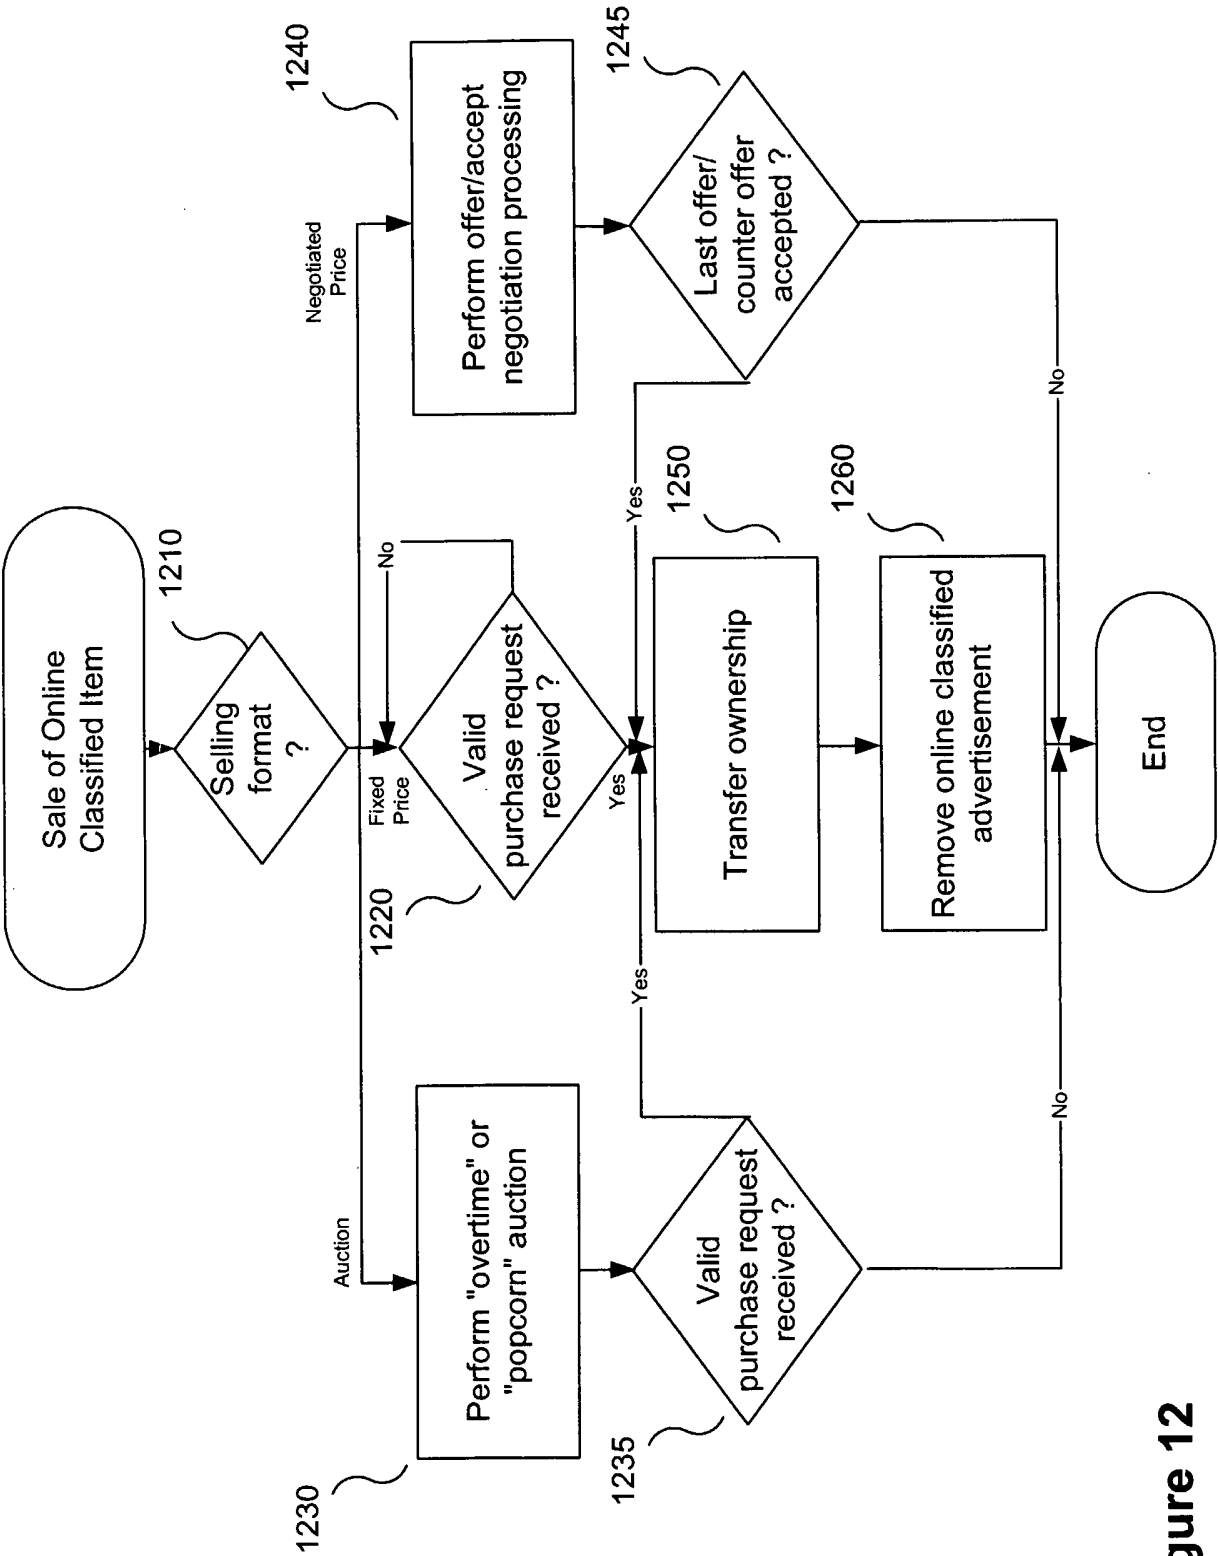 Sale of Online
Classified Item
1210
Selling
format
?
Auction
Fixed
Price
Negotiated
Price
1230
Perform "overtime" or
"popcorn" auction
1220
Valid
purchase request
received ?
No
1240
Perform offer/accept
negotiation processing
1235
Valid
purchase request
received ?
Yes
Yes
Yes
1245
Last offer/
counter offer
accepted ?
1250
Transfer ownership
1260
Remove online classified
advertisement
No
No
End
gure 12